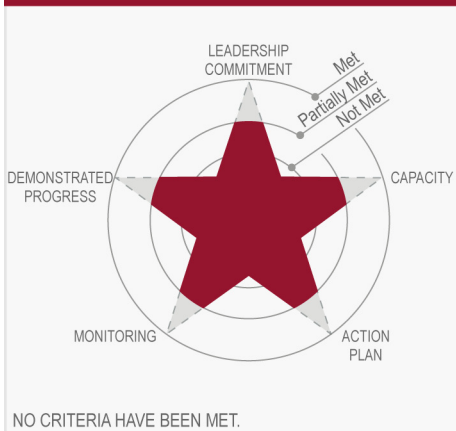 LEADERSHIP
COMMITMENT
Met
Partially Met
Not Met
DEMONSTRATED
PROGRESS
CAPACITY
MONITORING
ACTION
PLAN
NO CRITERIA HAVE BEEN MET.